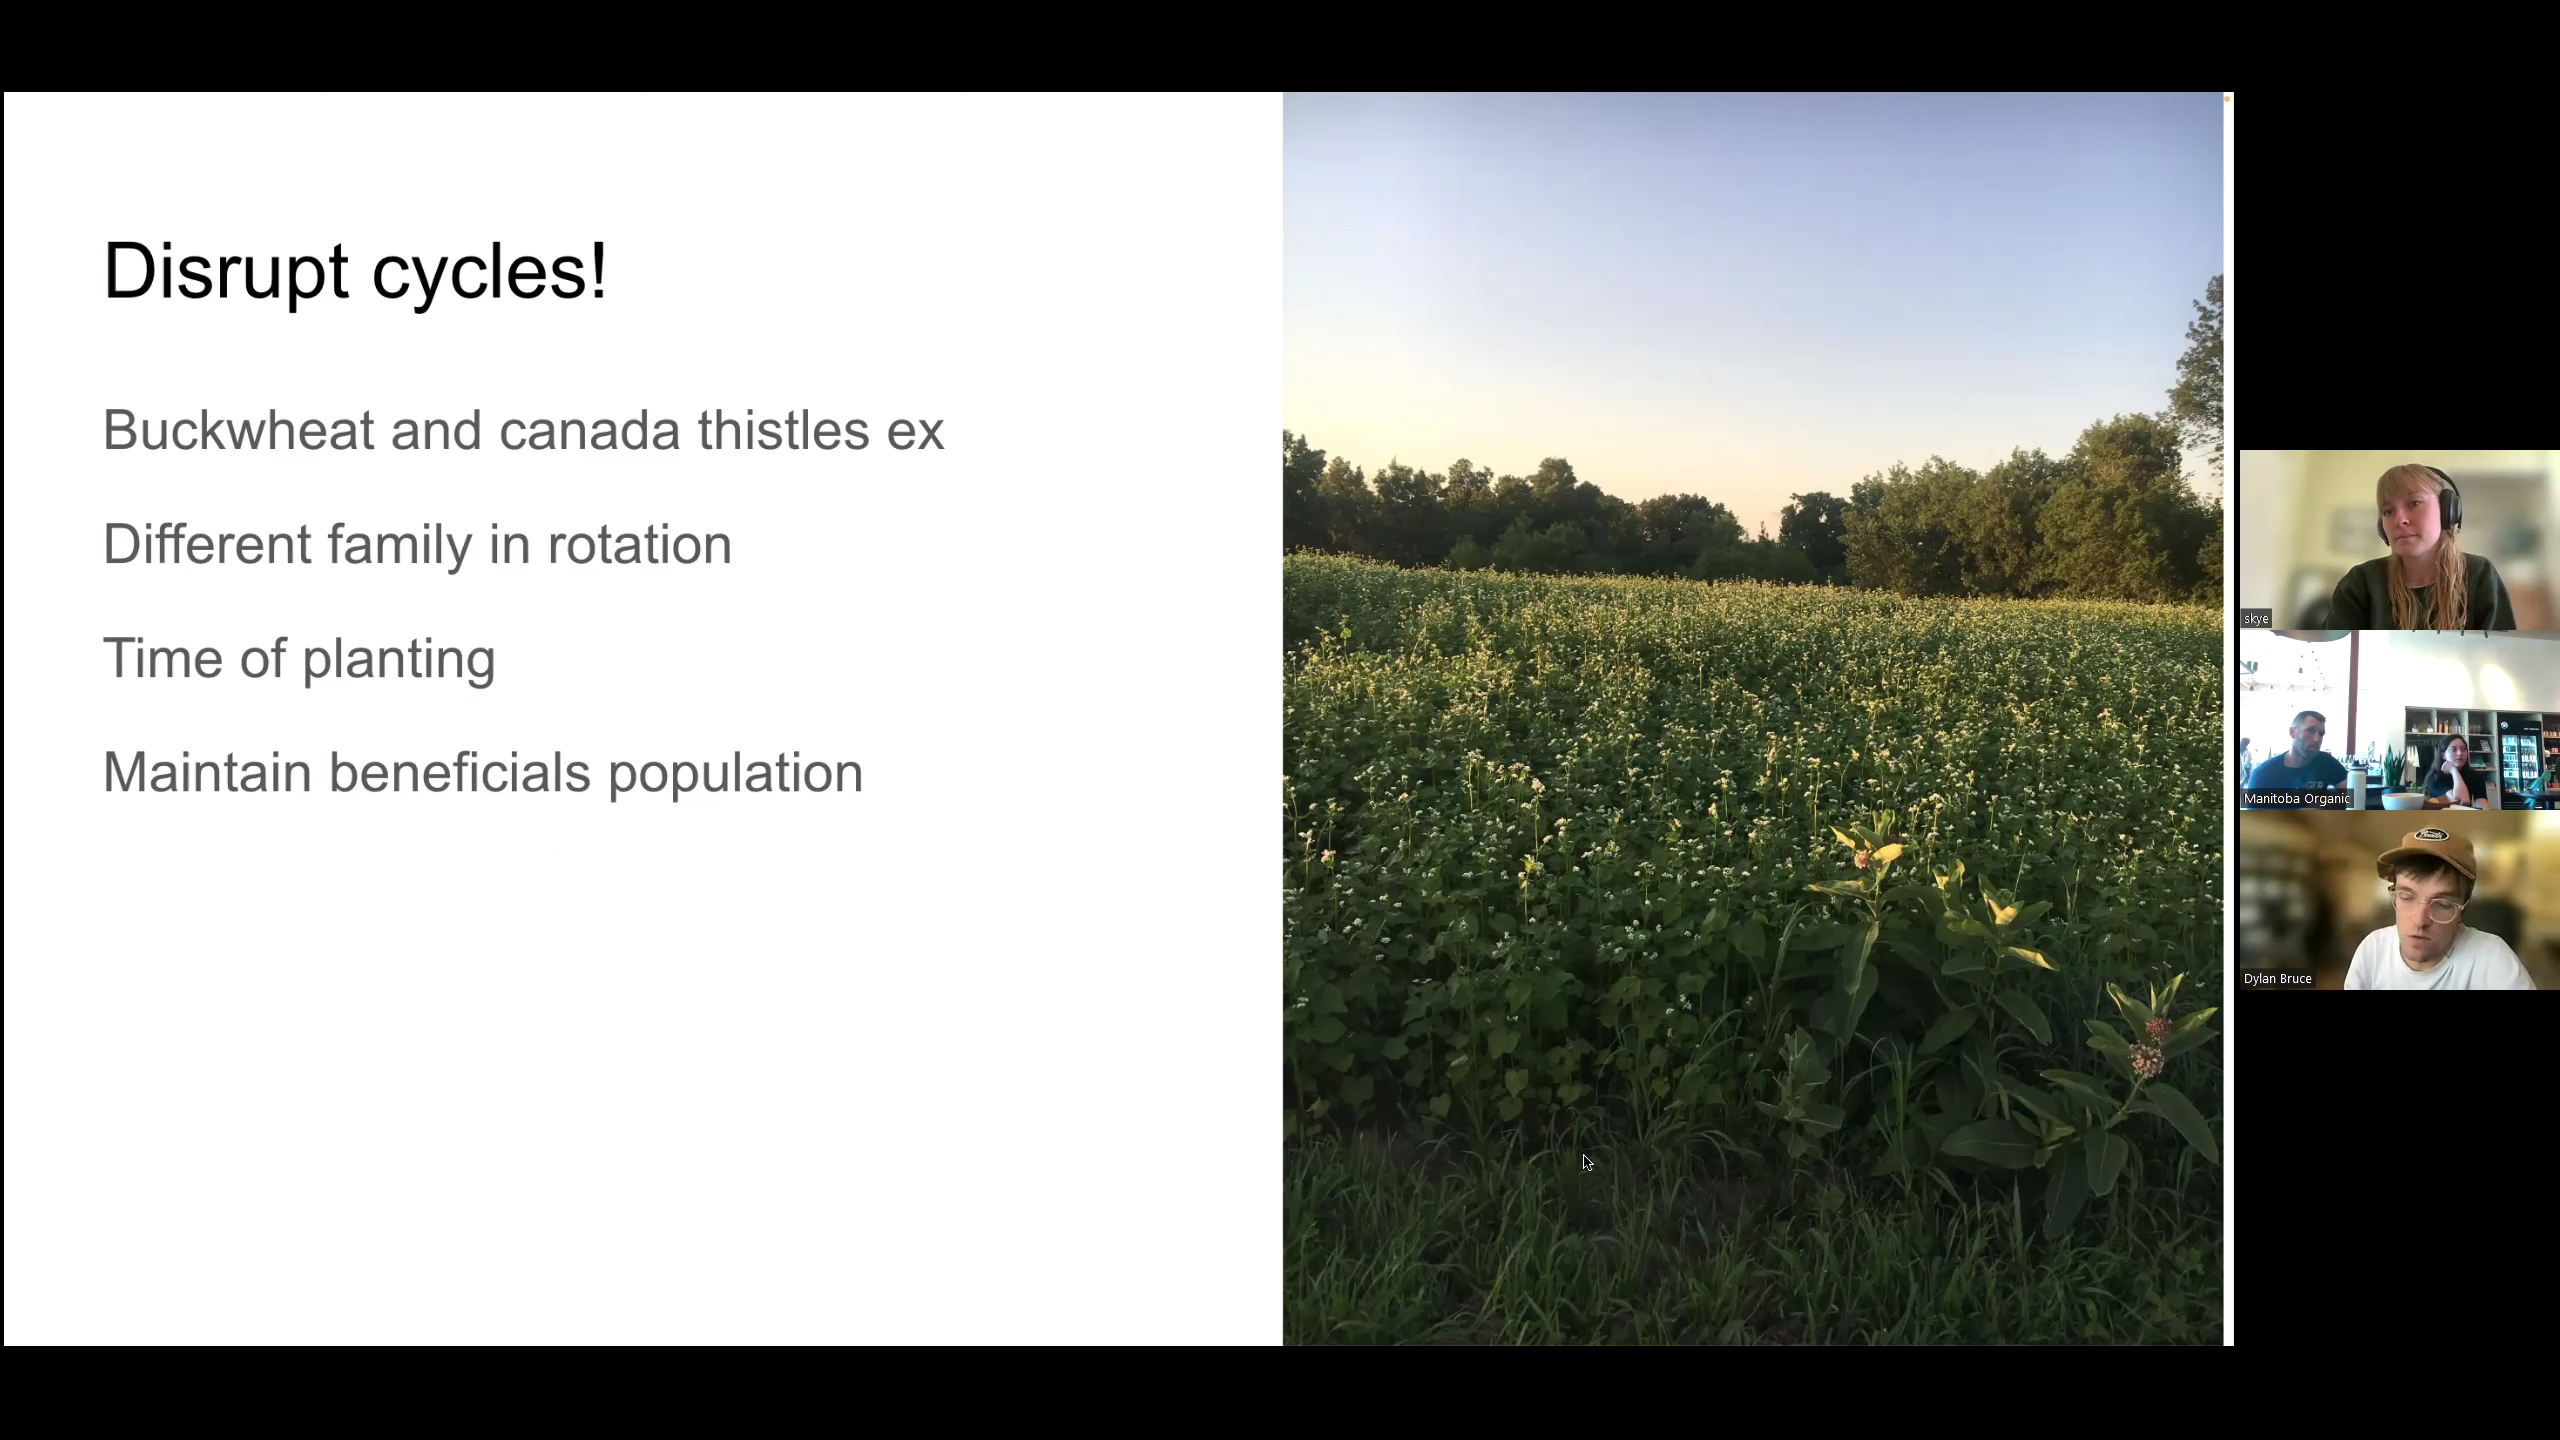 Disrupt cycles!
Buckwheat and canada thistles ex
Different family in rotation
Time of planting
Maintain beneficials population
skye
Manitoba Organic
Dylan Bruce